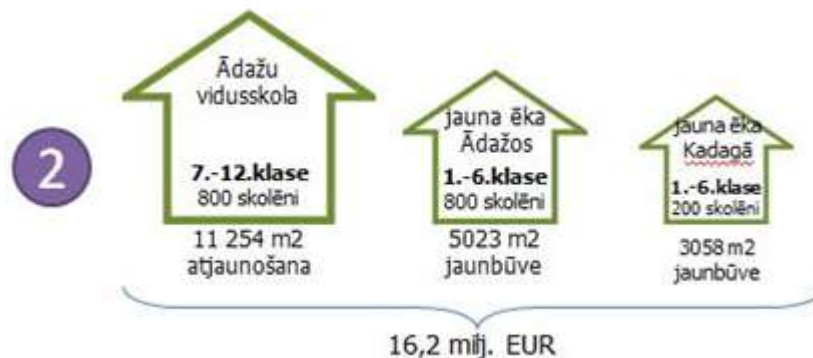 2
Ādažu
vidusskola
7.-12.klase
800 skolēni
11 254 m2
atjaunošana
jauna ēka
Ādažos
1.-6.klase
800 skolēni
5023 m2
jaunbūve
jauna ēka
Kadagā
1.-6.klase
200 skolēni
3058 m2
jaunbūve
16,2 milj. EUR